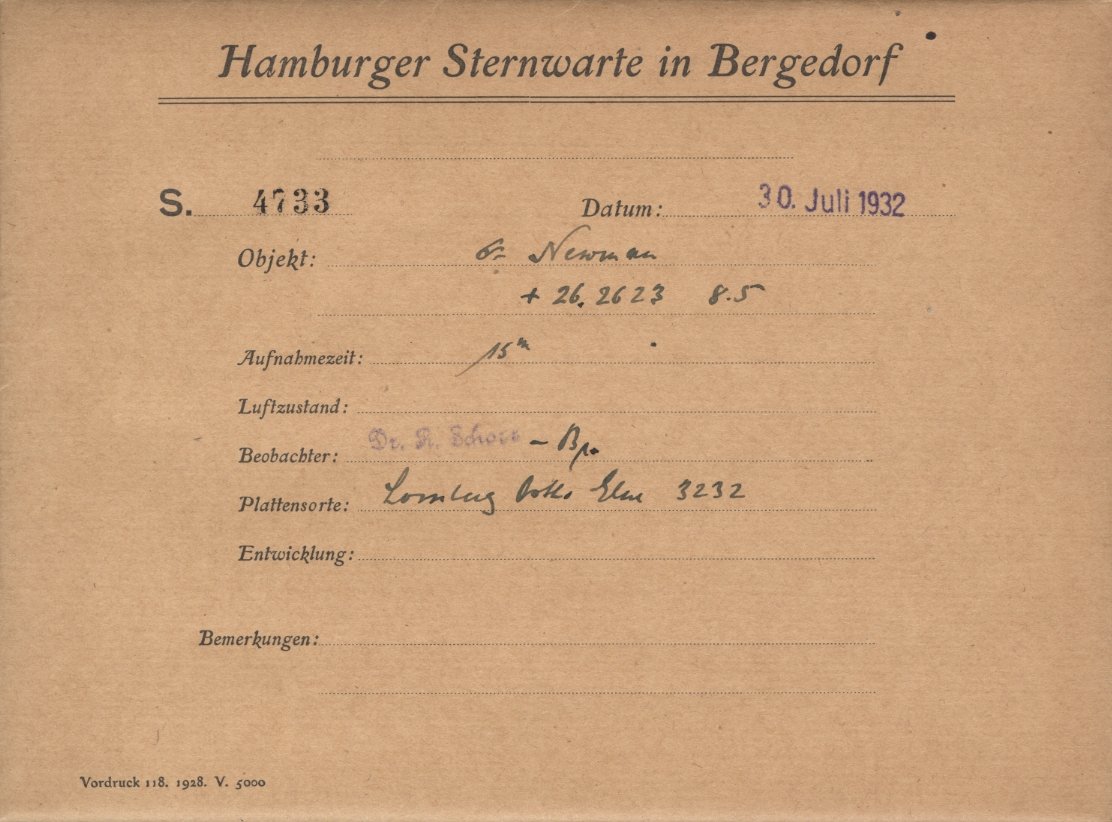 Hamburger Sternwarte in Bergedorf
S. 4733 Datum: 30. Juli 1932
Objekt: Newman
+ 26.2623 8.5
Aufnahmezeit: 15ᵐ
Luftzustand:
Beobachter: Dr. R. Schorr –
Plattensorte: 3232
Entwicklung:
Bemerkungen:
Vordruck 118. 1928. V. 5000